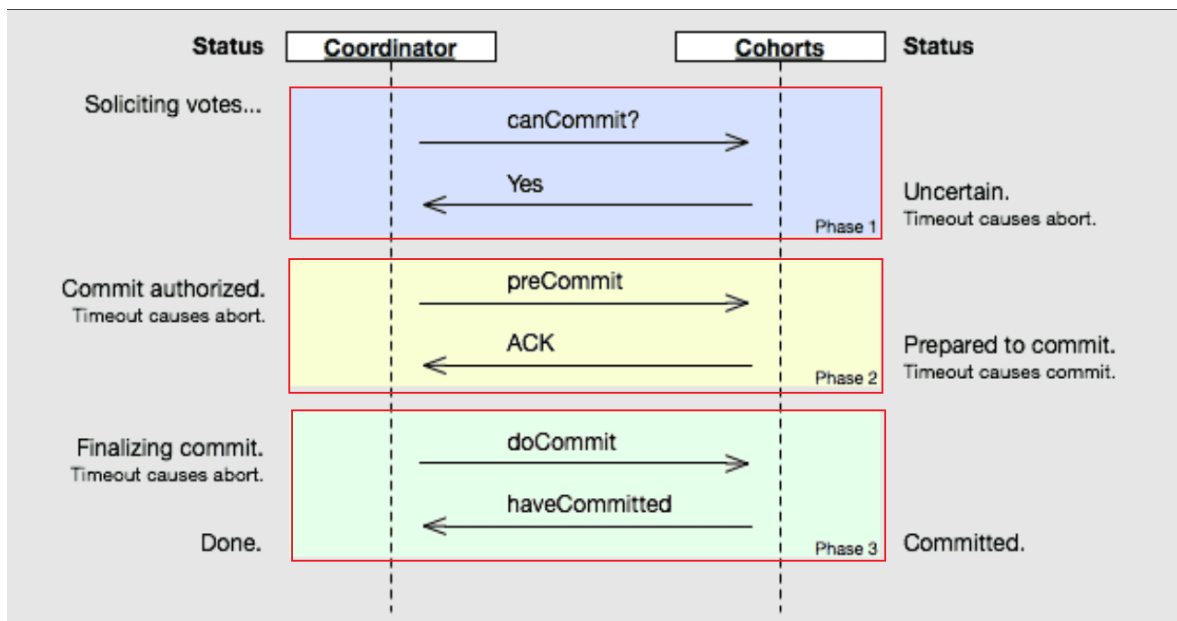 Status Coordinator Cohorts Status
Soliciting votes...
canCommit?
Yes
Uncertain.
Timeout causes abort.
Phase 1
Commit authorized.
Timeout causes abort.
preCommit
ACK
Prepared to commit.
Timeout causes commit.
Phase 2
Finalizing commit.
Timeout causes abort.
doCommit
haveCommitted
Done.
Phase 3
Committed.